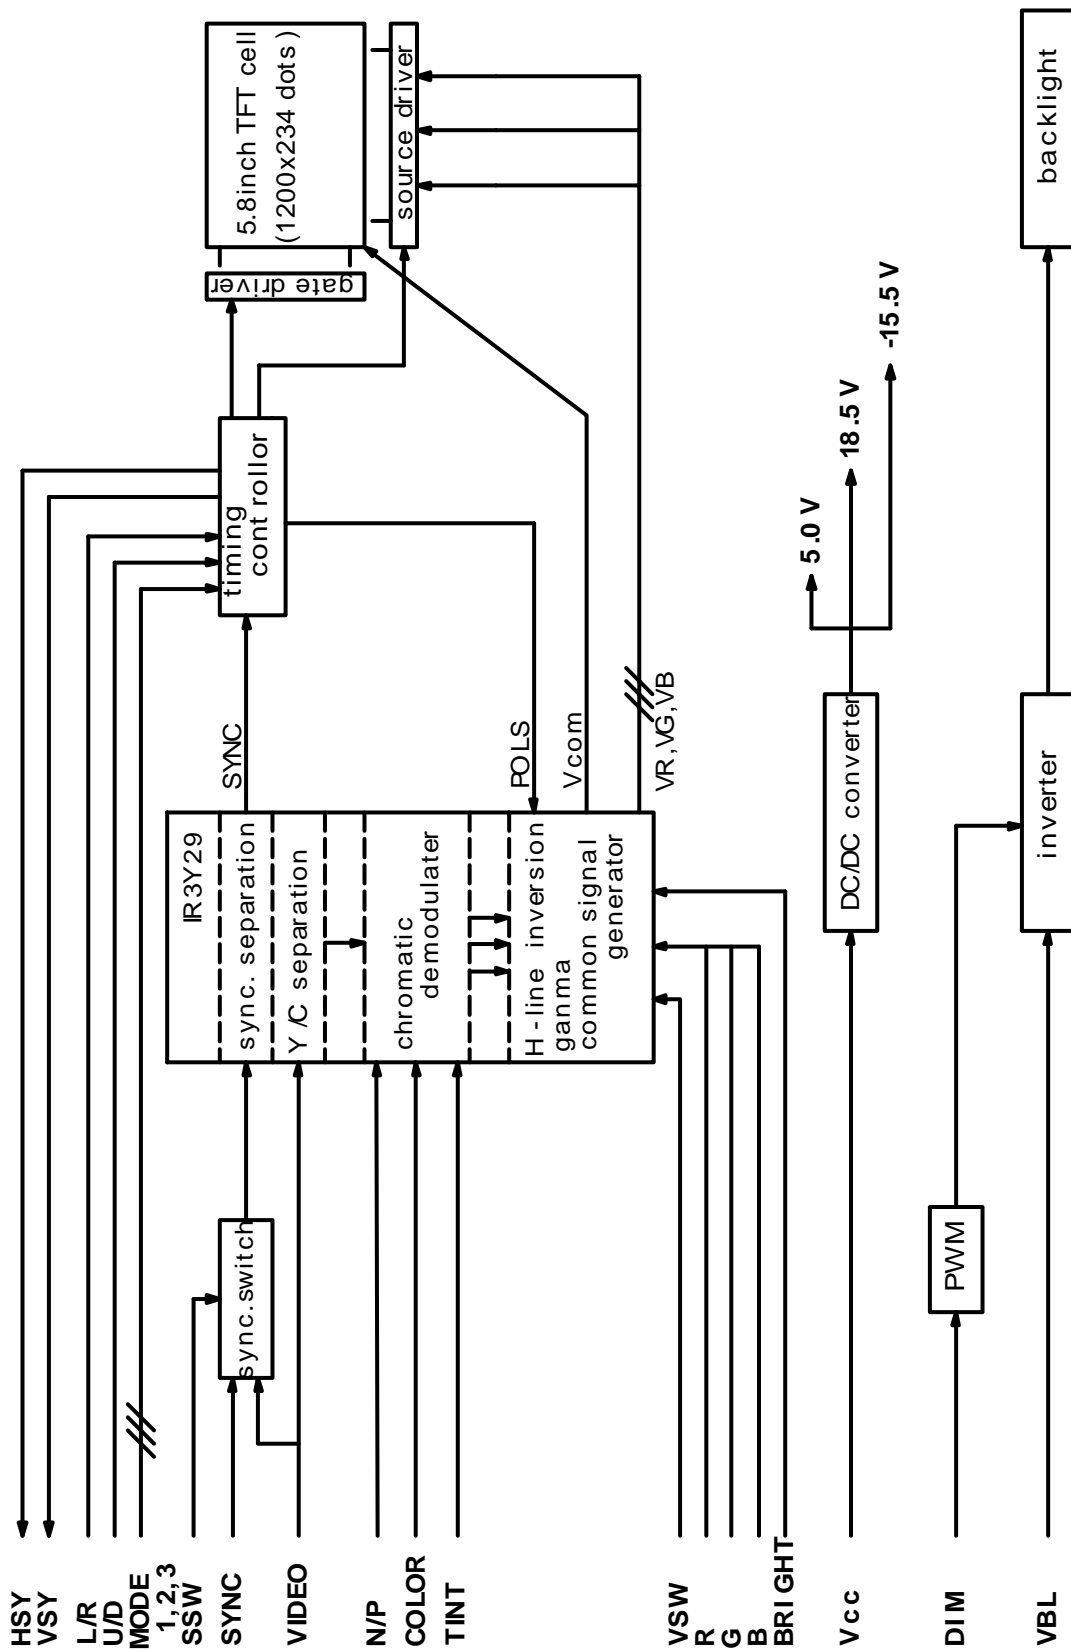 HSY
VSY
L/R
U/D
MODE
1,2,3
SSW
SYNC
VIDEO
N/P
COLOR
TINT
VSW
R
G
B
BRIGHT
Vcc
DIM
VBL
sync.switch
PWM
IR3Y29
sync. separation
Y/C separation
chromatic
demodulater
H-line inversion
ganma
common signal
generator
DC/DC converter
inverter
SYNC
POLS
Vcom
VR,VG,VB
timing
cont rollor
5.0 V
18.5 V
-15.5 V
gate driver
5.8inch TFT cell
(1200x234 dots)
source driver
backlight